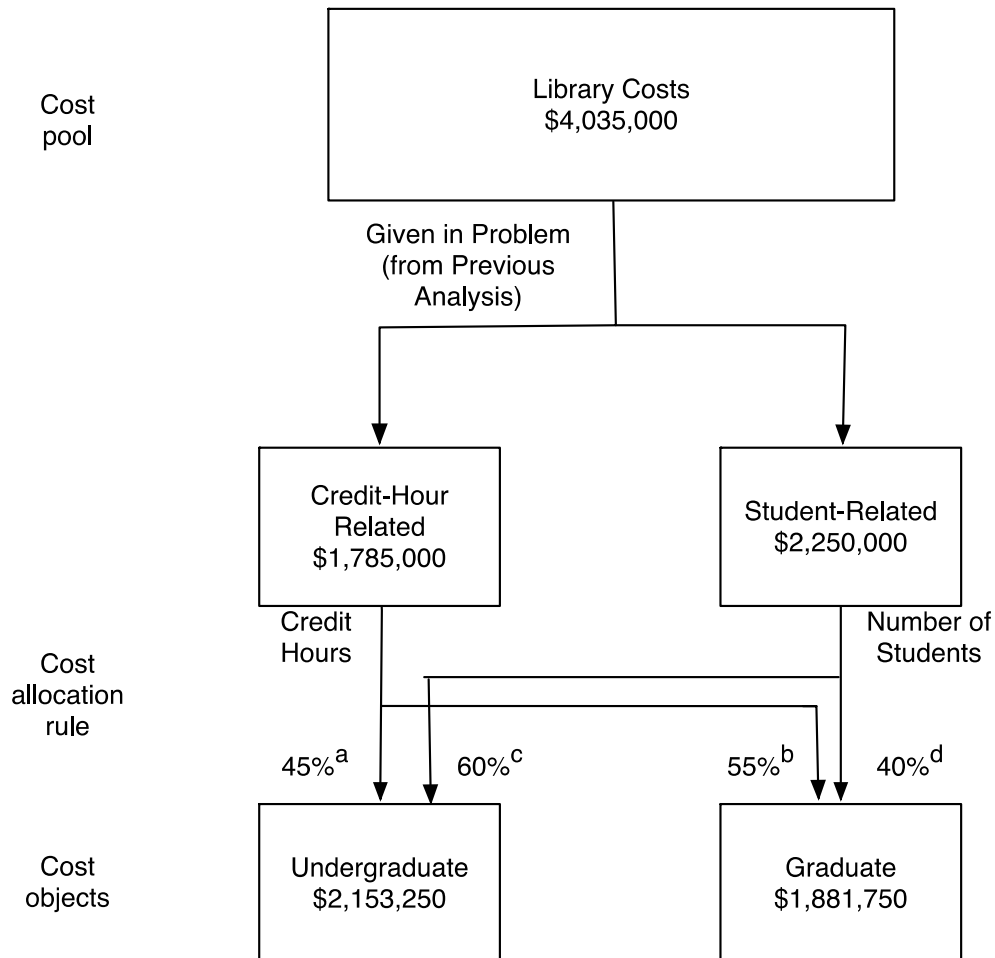 Cost
pool
Library Costs
$4,035,000
Given in Problem
(from Previous
Analysis)
Credit-Hour
Related
$1,785,000
Student-Related
$2,250,000
Cost
allocation
rule
Credit
Hours
Number of
Students
45%a
60%c
55%b
40%d
Cost
objects
Undergraduate
$2,153,250
Graduate
$1,881,750